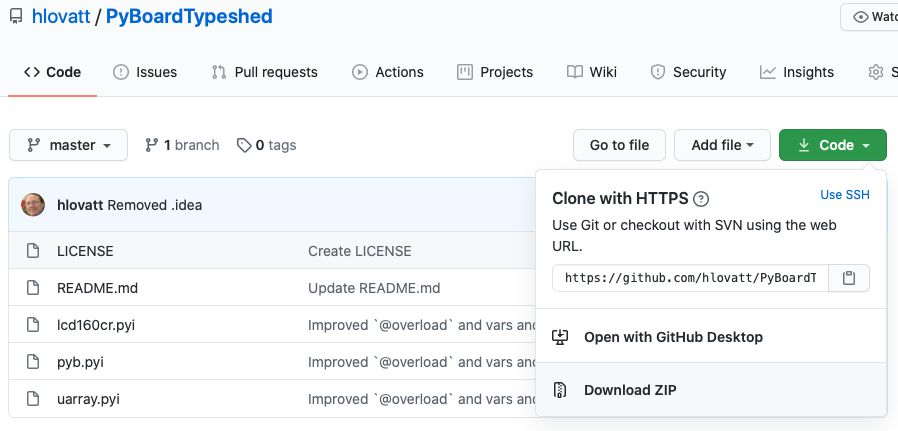 hlovatt / PyBoardTypeshed
Watc
Code Issues Pull requests Actions Projects Wiki Security Insights S
master 1 branch 0 tags Go to file Add file Code
hlovatt Removed .idea
LICENSE Create LICENSE
README.md Update README.md
lcd160cr.pyi Improved `@overload` and vars anc
pyb.pyi Improved `@overload` and vars anc
uarray.pyi Improved `@overload` and vars anc
Clone with HTTPS ? Use SSH
Use Git or checkout with SVN using the web
URL.
https://github.com/hlovatt/PyBoardT
Open with GitHub Desktop
Download ZIP